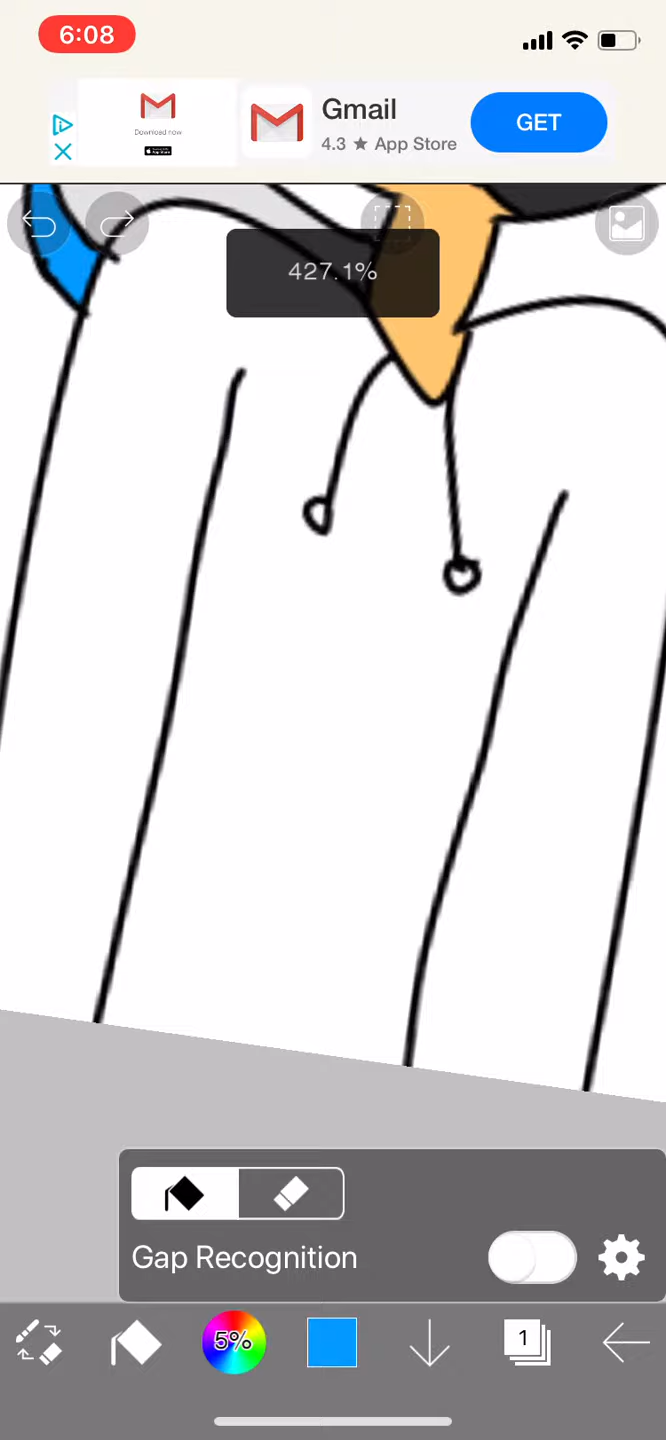 6:08
Download now
Gmail
4.3 ★ App Store
GET
427.1%
Gap Recognition
5%
1